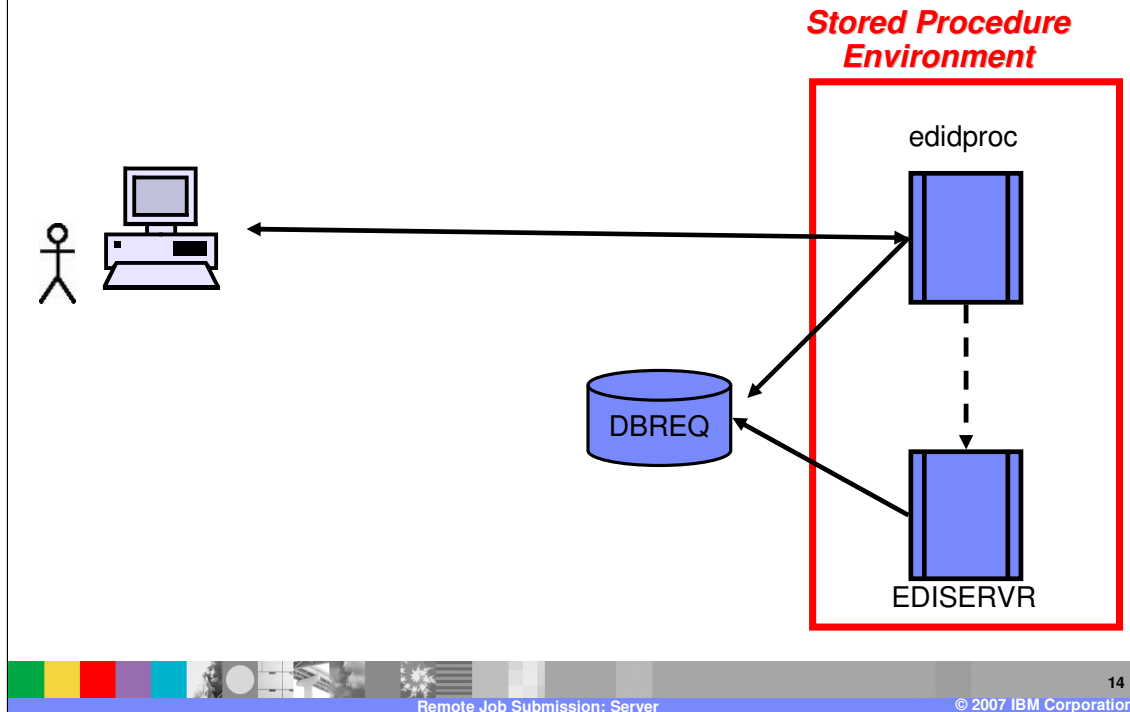 Stored Procedure
Environment
edidproc
DBREQ
EDISERVR
14
Remote Job Submission: Server
© 2007 IBM Corporation